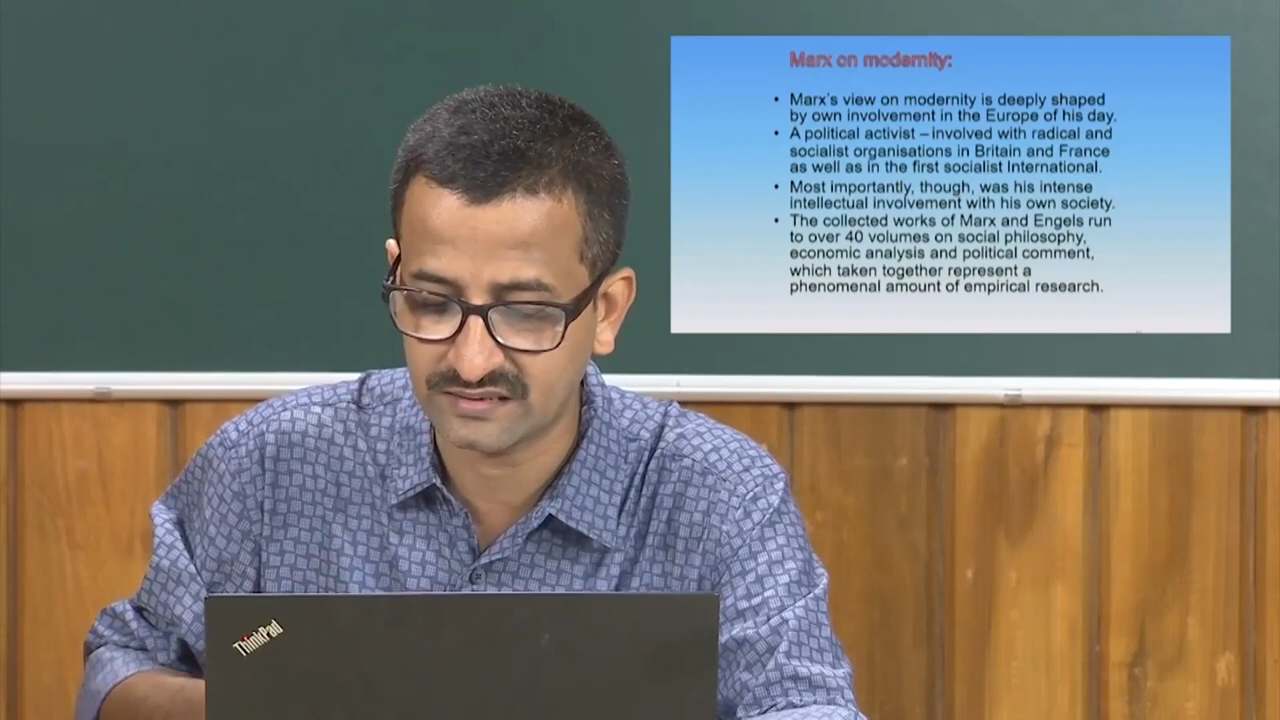 Marx on modernity:
• Marx's view on modernity is deeply shaped
by own involvement in the Europe of his day.
• A political activist – involved with radical and
socialist organisations in Britain and France
as well as in the first socialist International.
• Most importantly, though, was his intense
intellectual involvement with his own society.
• The collected works of Marx and Engels run
to over 40 volumes on social philosophy,
economic analysis and political comment,
which taken together represent a
phenomenal amount of empirical research.
ThinkPad